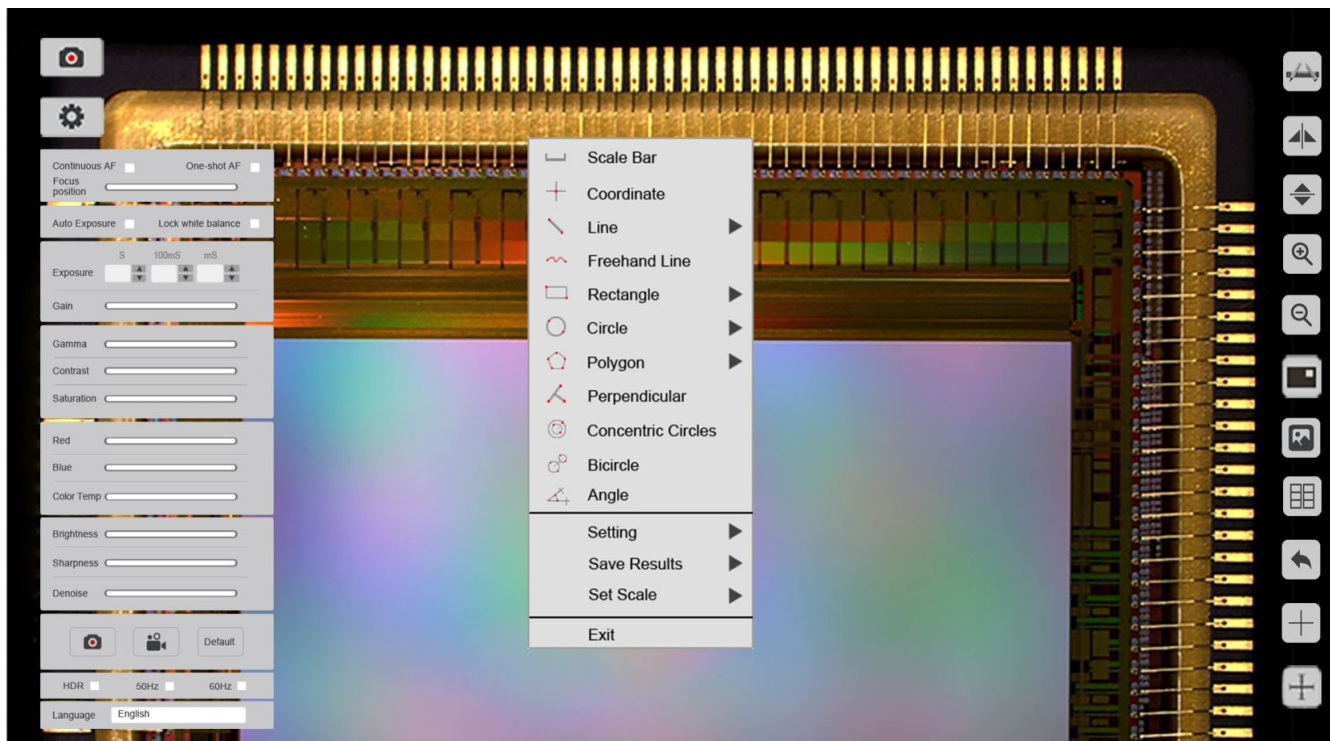 Continuous AF One-shot AF
Focus
position
Auto Exposure Lock white balance
S 100mS mS
Exposure
Gain
Gamma
Contrast
Saturation
Red
Blue
Color Temp
Brightness
Sharpness
Denoise
Default
HDR 50Hz 60Hz
Language English
Scale Bar
Coordinate
Line
Freehand Line
Rectangle
Circle
Polygon
Perpendicular
Concentric Circles
Bicircle
Angle
Setting
Save Results
Set Scale
Exit